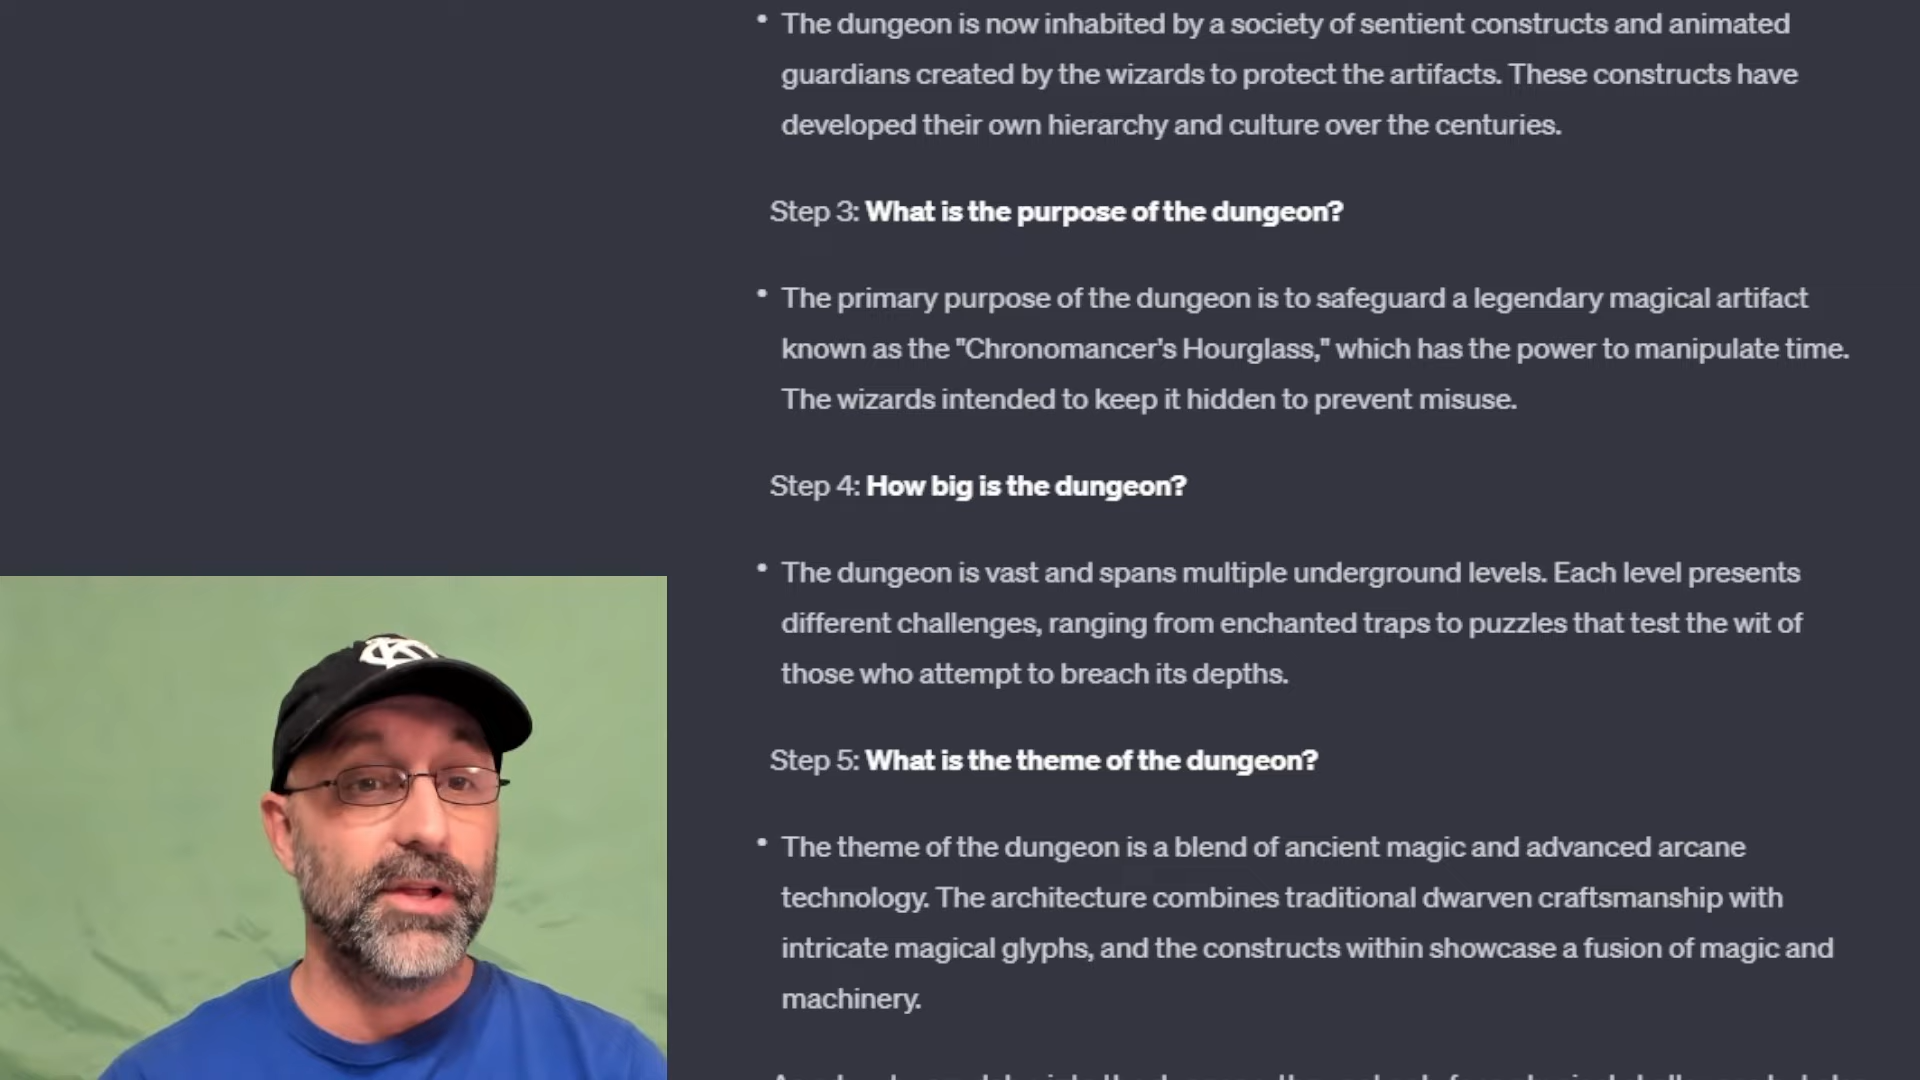 The dungeon is now inhabited by a society of sentient constructs and animated
guardians created by the wizards to protect the artifacts. These constructs have
developed their own hierarchy and culture over the centuries.
Step 3: What is the purpose of the dungeon?
The primary purpose of the dungeon is to safeguard a legendary magical artifact
known as the "Chronomancer's Hourglass," which has the power to manipulate time.
The wizards intended to keep it hidden to prevent misuse.
Step 4: How big is the dungeon?
The dungeon is vast and spans multiple underground levels. Each level presents
different challenges, ranging from enchanted traps to puzzles that test the wit of
those who attempt to breach its depths.
Step 5: What is the theme of the dungeon?
The theme of the dungeon is a blend of ancient magic and advanced arcane
technology. The architecture combines traditional dwarven craftsmanship with
intricate magical glyphs, and the constructs within showcase a fusion of magic and
machinery.